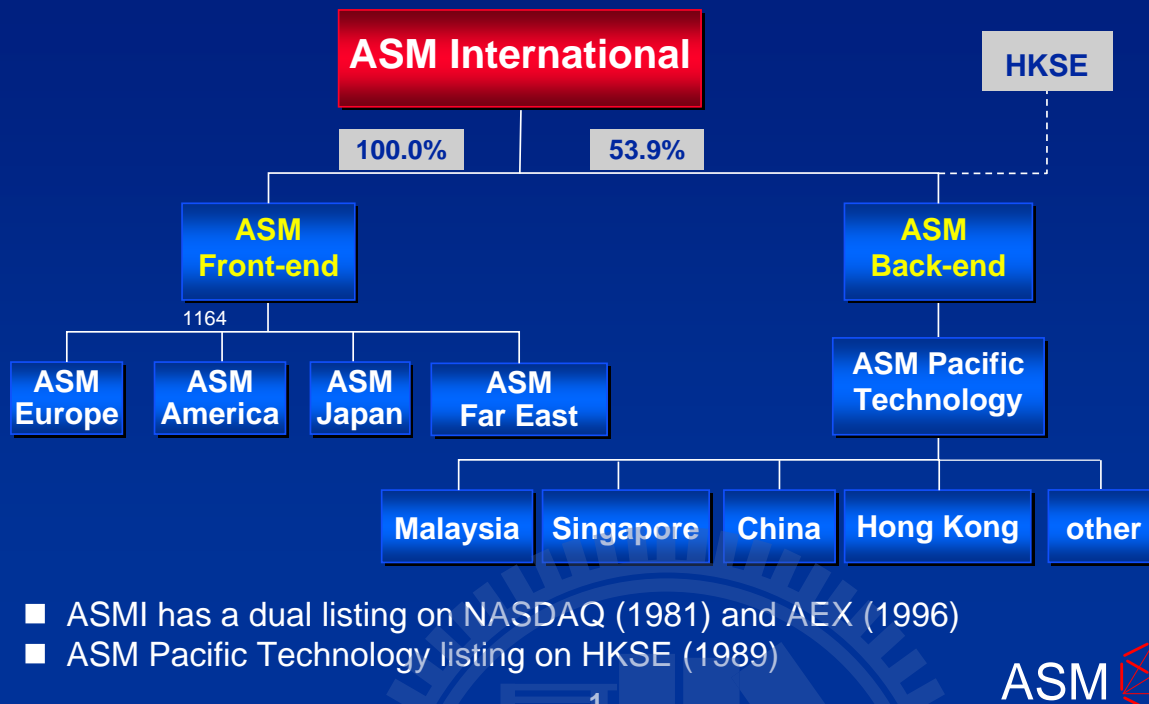 ASM International
HKSE
100.0%
53.9%
ASM
Front-end
ASM
Back-end
1164
ASM
Europe
ASM
America
ASM
Japan
ASM
Far East
ASM Pacific
Technology
Malaysia
Singapore
China
Hong Kong
other
ASMI has a dual listing on NASDAQ (1981) and AEX (1996)
ASM Pacific Technology listing on HKSE (1989)
1
ASM